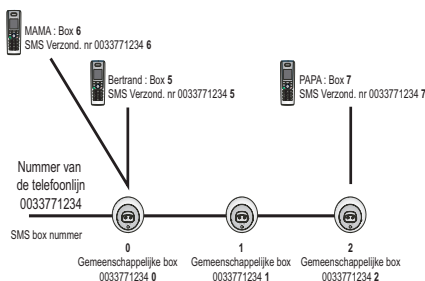 MAMA : Box 6
SMS Verzond. nr 0033771234 6
Bertrand : Box 5
SMS Verzond. nr 0033771234 5
PAPA : Box 7
SMS Verzond. nr 0033771234 7
Nummer van
de telefoonlijn
0033771234
SMS box nummer
0
Gemeenschappelijke box
0033771234 0
1
Gemeenschappelijke box
0033771234 1
2
Gemeenschappelijke box
0033771234 2